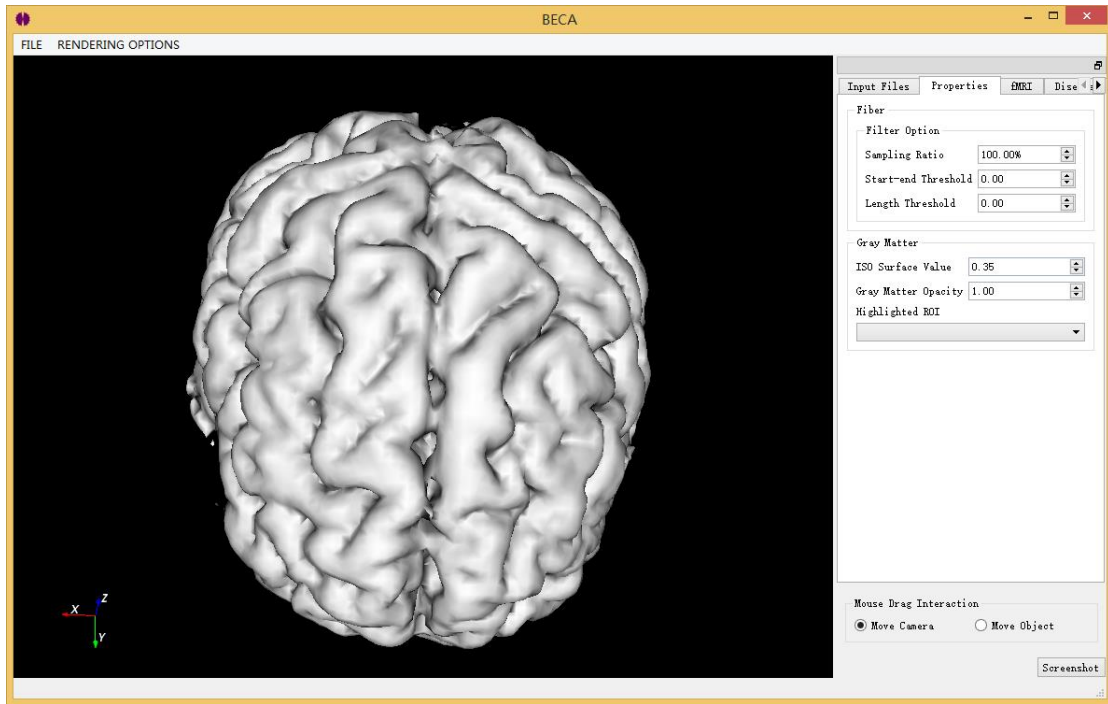 BECA
FILE RENDERING OPTIONS
Input Files Properties fMRI Dise
Fiber
Filter Option
Sampling Ratio 100.00%
Start-end Threshold 0.00
Length Threshold 0.00
Gray Matter
ISO Surface Value 0.35
Gray Matter Opacity 1.00
Highlighted ROI
X Z
Y
Mouse Drag Interaction
Move Camera Move Object
Screenshot